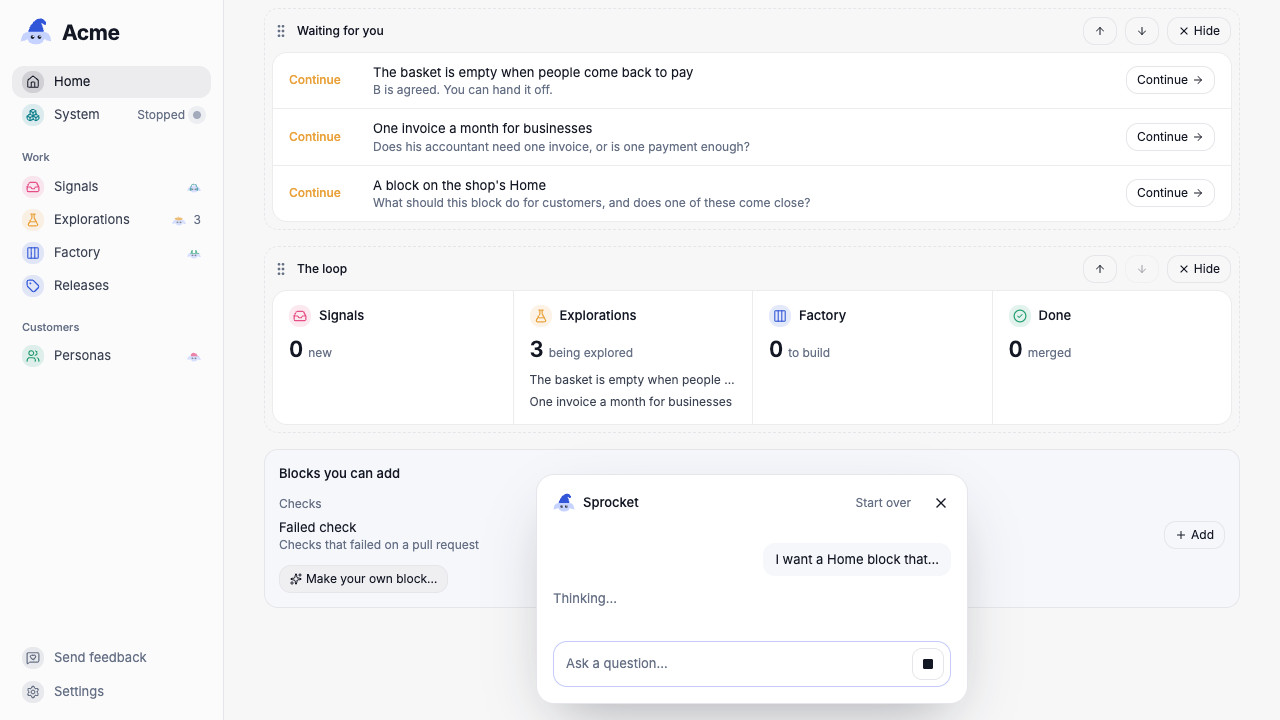 Acme
Home
System Stopped
Work
Signals
Explorations 3
Factory
Releases
Customers
Personas
Send feedback
Settings
Waiting for you
Hide
Continue
The basket is empty when people come back to pay
B is agreed. You can hand it off.
Continue
Continue
One invoice a month for businesses
Does his accountant need one invoice, or is one payment enough?
Continue
Continue
A block on the shop's Home
What should this block do for customers, and does one of these come close?
Continue
The loop
Hide
Signals
0 new
Explorations
3 being explored
The basket is empty when people ...
One invoice a month for businesses
Factory
0 to build
Done
0 merged
Blocks you can add
Checks
Failed check
Checks that failed on a pull request
Add
Make your own block...
Sprocket
Start over
I want a Home block that...
Thinking...
Ask a question...